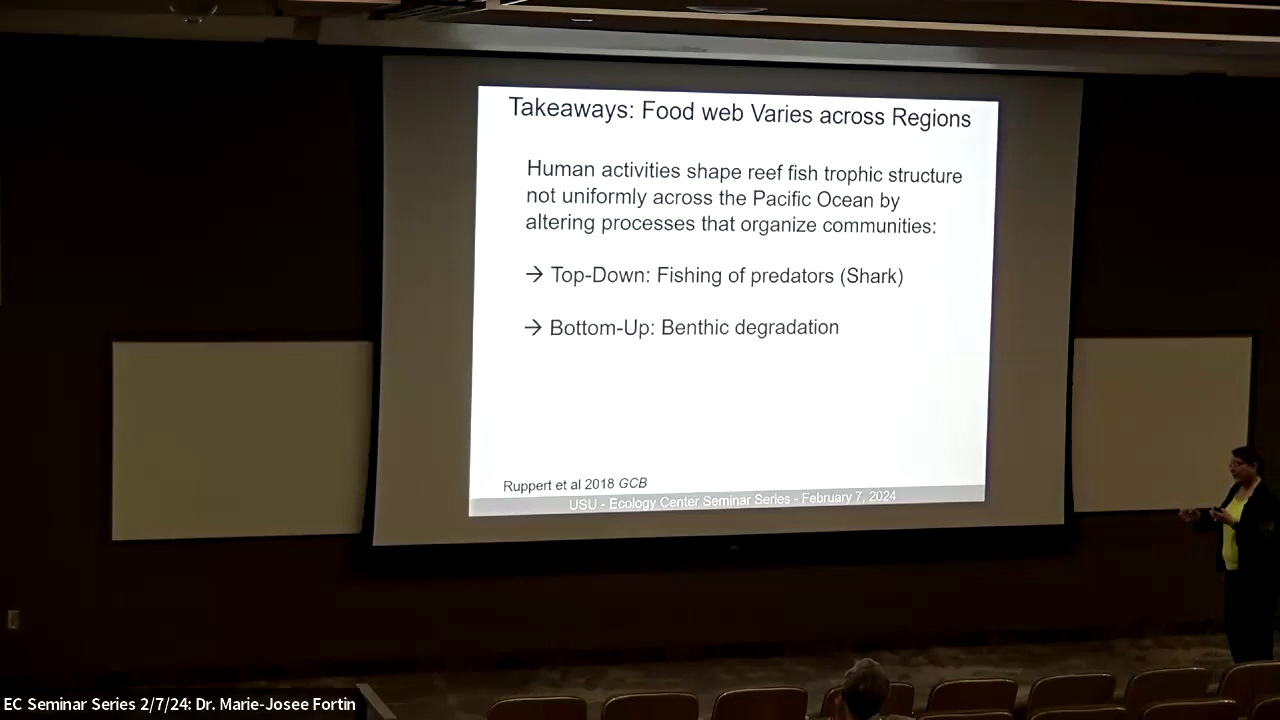 Takeaways: Food web Varies across Regions
Human activities shape reef fish trophic structure
not uniformly across the Pacific Ocean by
altering processes that organize communities:
→ Top-Down: Fishing of predators (Shark)
→ Bottom-Up: Benthic degradation
Ruppert et al 2018 GCB
USU - Ecology Center Seminar Series - February 7, 2024
EC Seminar Series 2/7/24: Dr. Marie-Josee Fortin